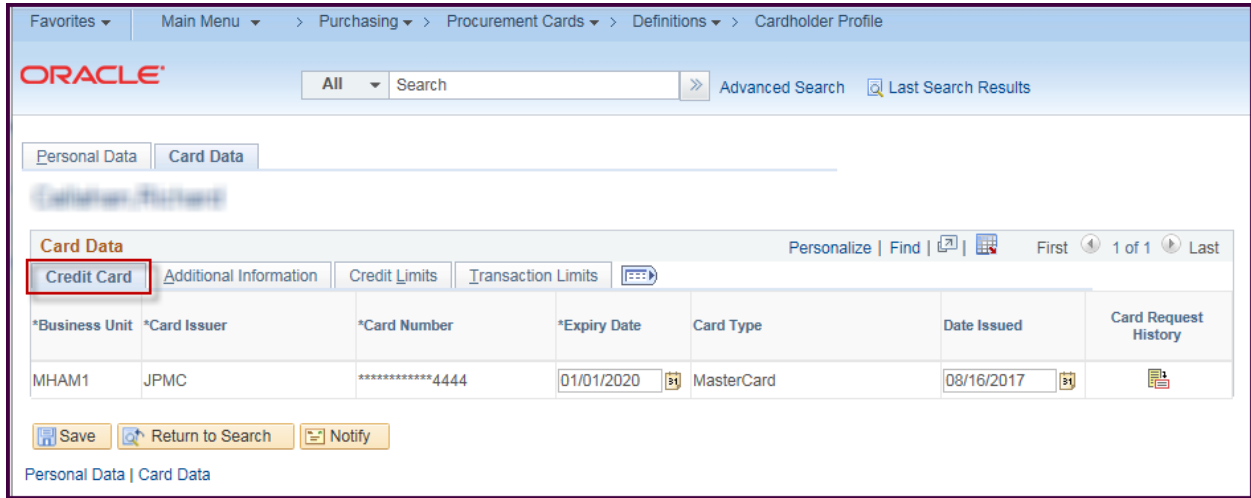 Favorites Main Menu > Purchasing > Procurement Cards > Definitions > Cardholder Profile
ORACLE All Search Advanced Search Last Search Results
Personal Data Card Data
Card Data Personalize | Find | | First 1 of 1 Last
Credit Card Additional Information Credit Limits Transaction Limits
*Business Unit *Card Issuer *Card Number *Expiry Date Card Type Date Issued Card Request History
MHAM1 JPMC ************4444 01/01/2020 MasterCard 08/16/2017
Save Return to Search Notify
Personal Data | Card Data